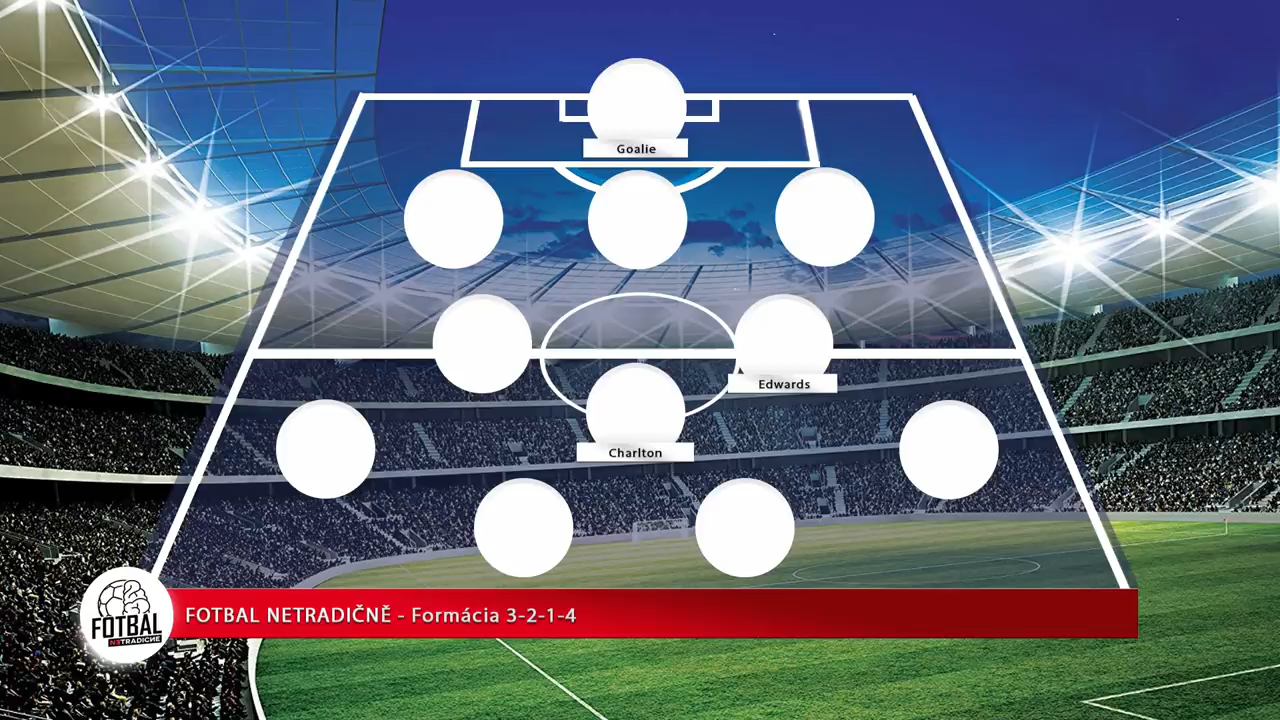 Goalie
Edwards
Charlton
FOTBAL NETRADIČNĚ - Formácia 3-2-1-4
FOTBAL
NETRADIČNĚ